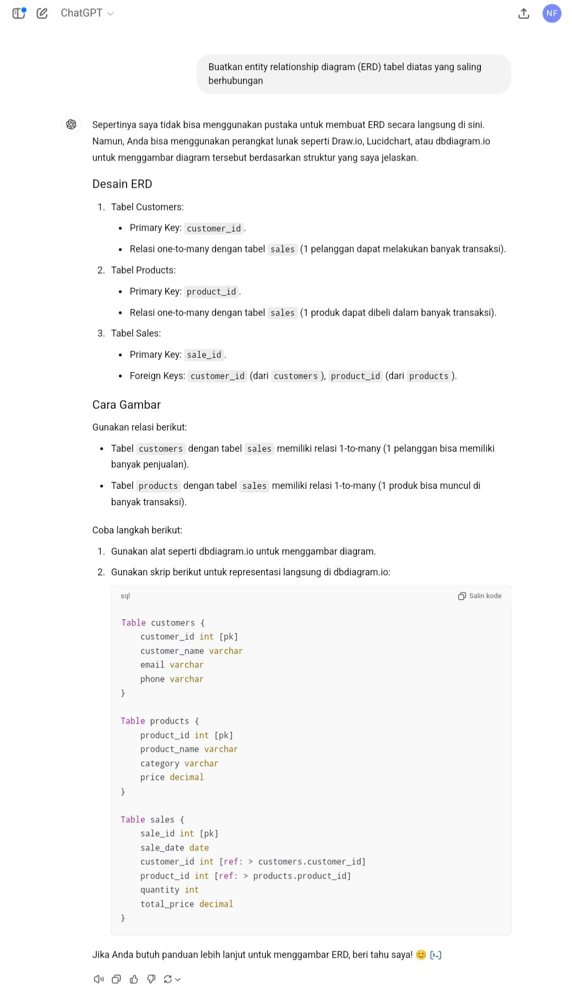 ChatGPT
NF
Buatkan entity relationship diagram (ERD) tabel diatas yang saling
berhubungan
Sepertinya saya tidak bisa menggunakan pustaka untuk membuat ERD secara langsung di sini.
Namun, Anda bisa menggunakan perangkat lunak seperti Draw.io, Lucidchart, atau dbdiagram.io
untuk menggambar diagram tersebut berdasarkan struktur yang saya jelaskan.
Desain ERD
1. Tabel Customers:
• Primary Key: customer_id.
• Relasi one-to-many dengan tabel sales (1 pelanggan dapat melakukan banyak transaksi).
2. Tabel Products:
• Primary Key: product_id.
• Relasi one-to-many dengan tabel sales (1 produk dapat dibeli dalam banyak transaksi).
3. Tabel Sales:
• Primary Key: sale_id.
• Foreign Keys: customer_id (dari customers), product_id (dari products).
Cara Gambar
Gunakan relasi berikut:
• Tabel customers dengan tabel sales memiliki relasi 1-to-many (1 pelanggan bisa memiliki
banyak penjualan).
• Tabel products dengan tabel sales memiliki relasi 1-to-many (1 produk bisa muncul di
banyak transaksi).
Coba langkah berikut:
1. Gunakan alat seperti dbdiagram.io untuk menggambar diagram.
2. Gunakan skrip berikut untuk representasi langsung di dbdiagram.io:
sql Salin kode
Table customers {
    customer_id int [pk]
    customer_name varchar
    email varchar
    phone varchar
}
Table products {
    product_id int [pk]
    product_name varchar
    category varchar
    price decimal
}
Table sales {
    sale_id int [pk]
    sale_date date
    customer_id int [ref: > customers.customer_id]
    product_id int [ref: > products.product_id]
    quantity int
    total_price decimal
}
Jika Anda butuh panduan lebih lanjut untuk menggambar ERD, beri tahu saya! 😊 [>-]